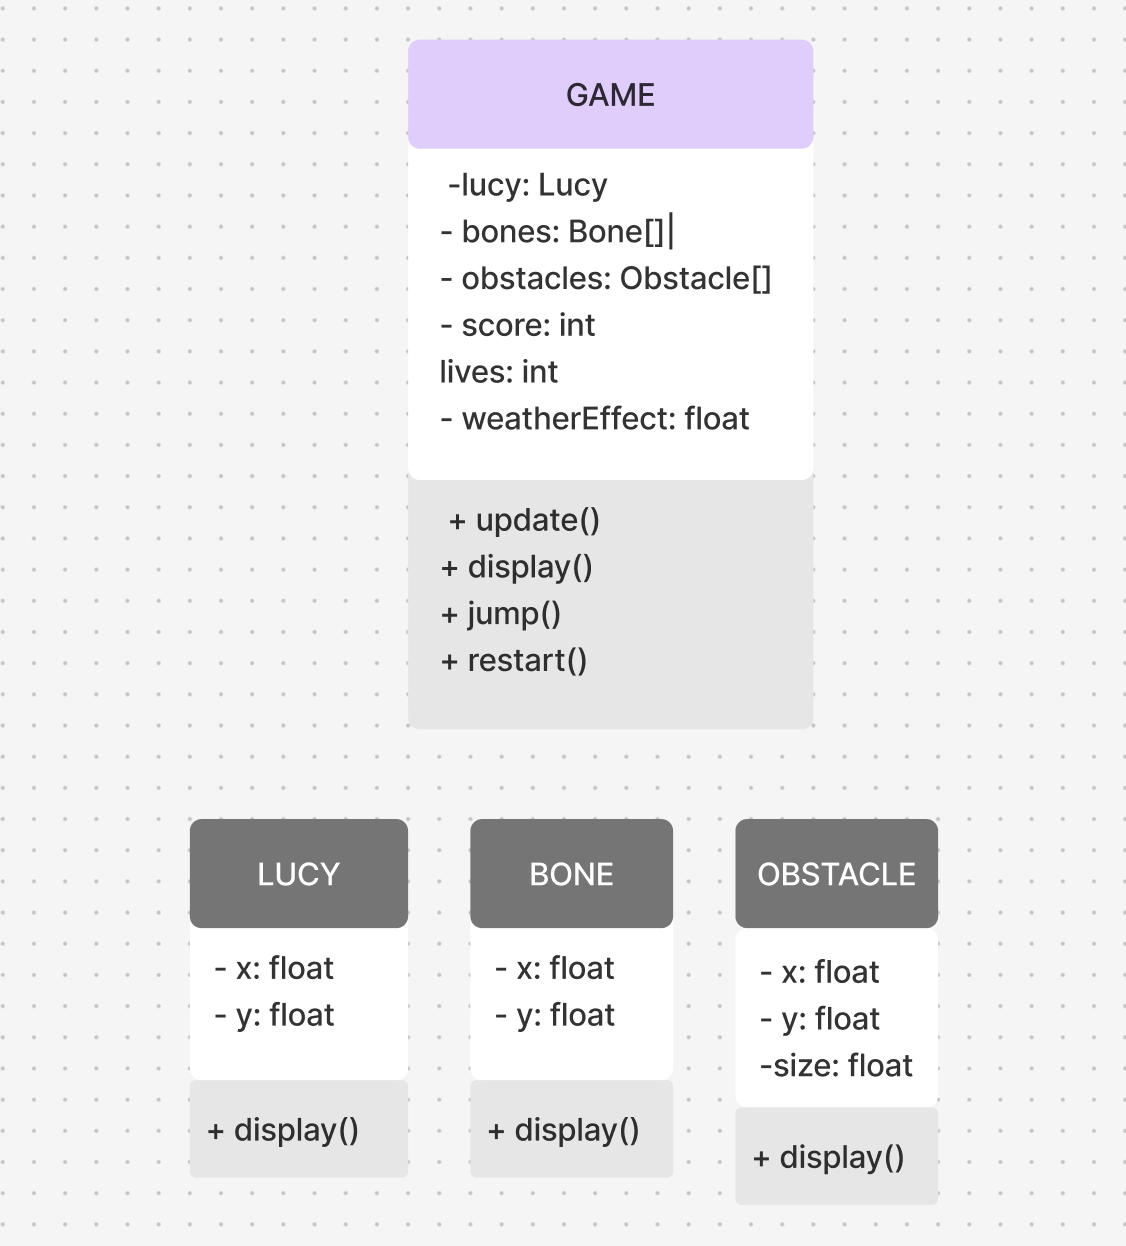 GAME
-lucy: Lucy
- bones: Bone[]|
- obstacles: Obstacle[]
- score: int
lives: int
- weatherEffect: float
+ update()
+ display()
+ jump()
+ restart()
LUCY
- x: float
- y: float
+ display()
BONE
- x: float
- y: float
+ display()
OBSTACLE
- x: float
- y: float
-size: float
+ display()